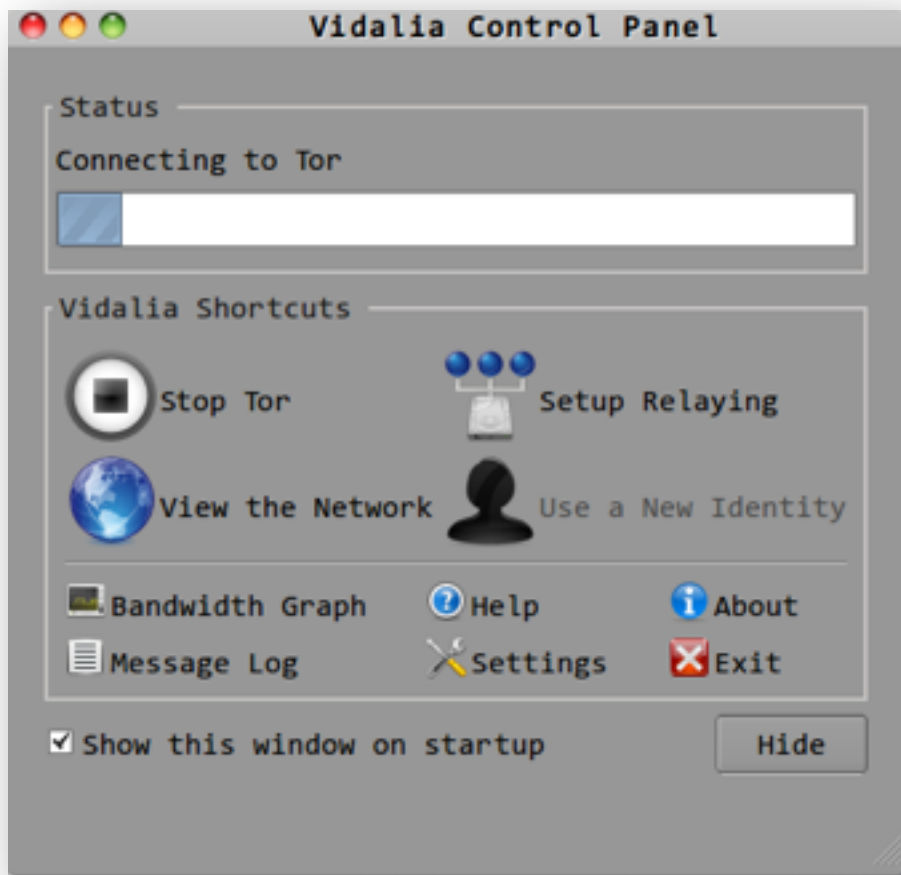 Vidalia Control Panel
Status
Connecting to Tor
Vidalia Shortcuts
Stop Tor
Setup Relaying
View the Network
Use a New Identity
Bandwidth Graph
Help
About
Message Log
Settings
Exit
Show this window on startup
Hide